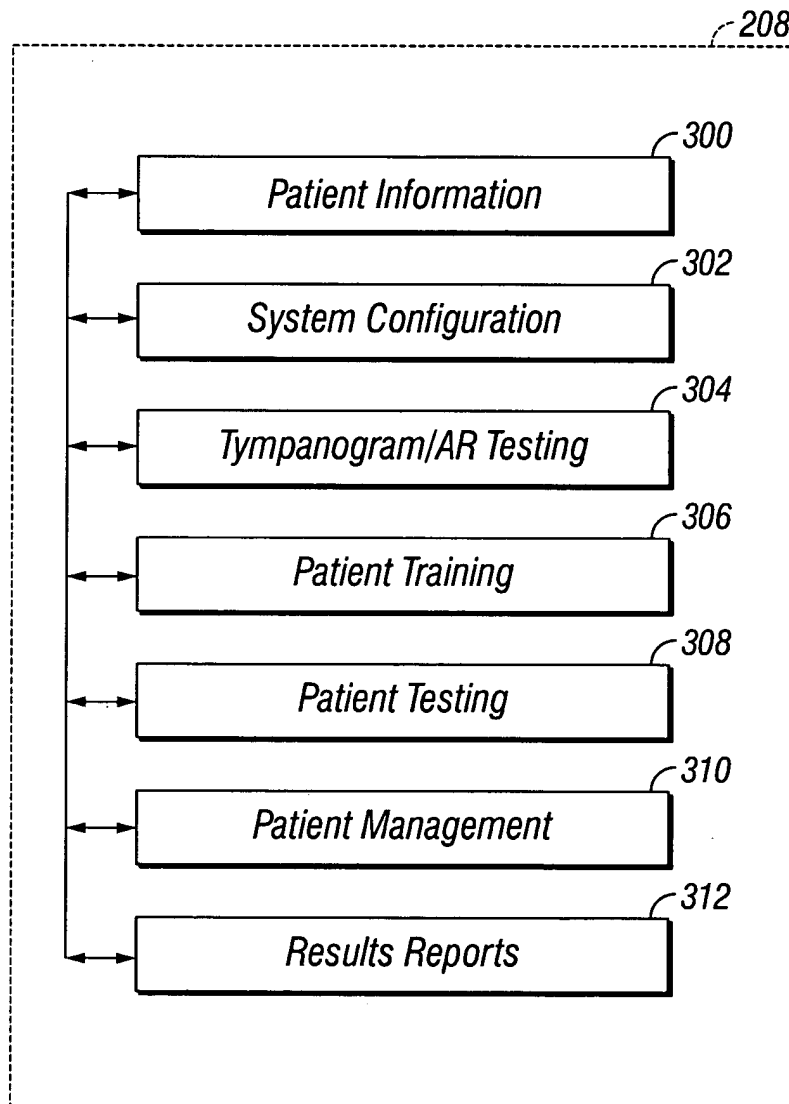 208
300
Patient Information
302
System Configuration
304
Tympanogram/AR Testing
306
Patient Training
308
Patient Testing
310
Patient Management
312
Results Reports